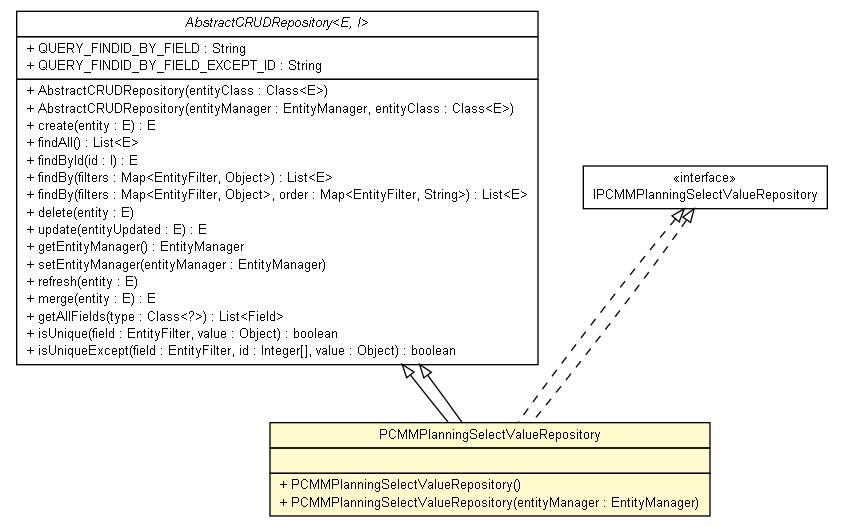 AbstractCRUDRepository<E, I>
+ QUERY_FINDID_BY_FIELD : String
+ QUERY_FINDID_BY_FIELD_EXCEPT_ID : String
+ AbstractCRUDRepository(entityClass : Class<E>)
+ AbstractCRUDRepository(entityManager : EntityManager, entityClass : Class<E>)
+ create(entity : E) : E
+ findAll() : List<E>
+ findById(id : I) : E
+ findBy(filters : Map<EntityFilter, Object>) : List<E>
+ findBy(filters : Map<EntityFilter, Object>, order : Map<EntityFilter, String>) : List<E>
+ delete(entity : E)
+ update(entityUpdated : E) : E
+ getEntityManager() : EntityManager
+ setEntityManager(entityManager : EntityManager)
+ refresh(entity : E)
+ merge(entity : E) : E
+ getAllFields(type : Class<?>) : List<Field>
+ isUnique(field : EntityFilter, value : Object) : boolean
+ isUniqueExcept(field : EntityFilter, id : Integer[], value : Object) : boolean
«interface»
IPCMMPlanningSelectValueRepository
PCMMPlanningSelectValueRepository
+ PCMMPlanningSelectValueRepository()
+ PCMMPlanningSelectValueRepository(entityManager : EntityManager)